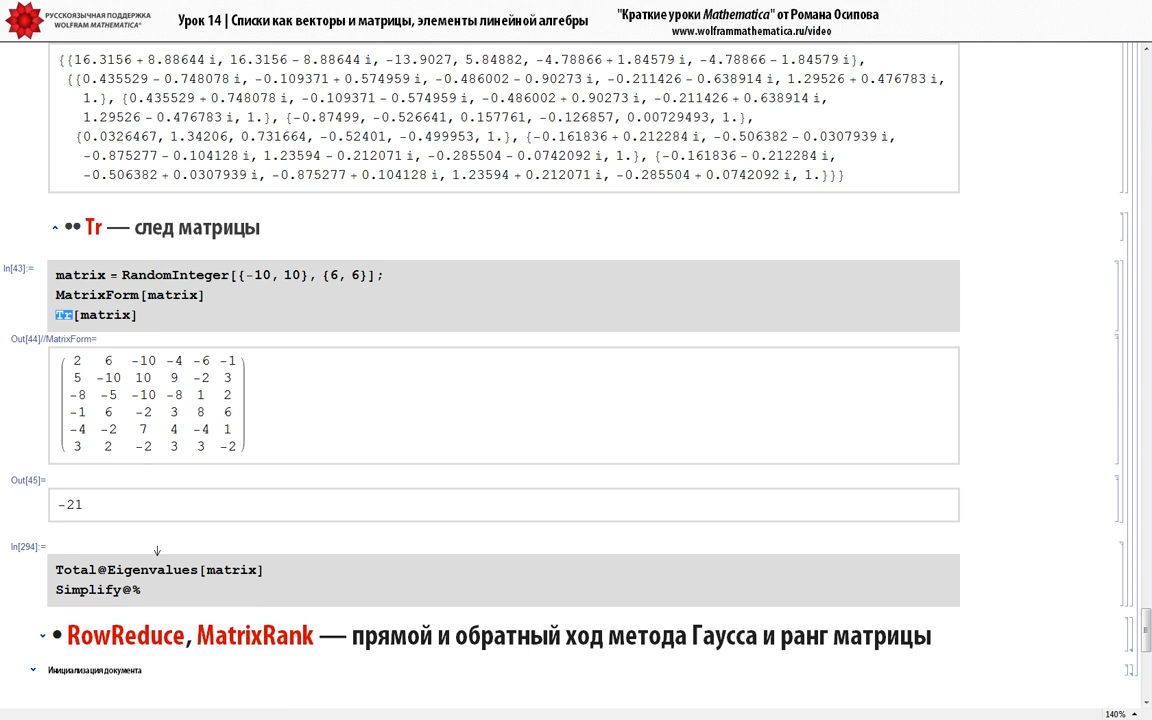 РУССКОЯЗЫЧНАЯ ПОДДЕРЖКА
WOLFRAM MATHEMATICA®
Урок 14 | Списки как векторы и матрицы, элементы линейной алгебры
"Краткие уроки Mathematica" от Романа Осипова
www.wolframmathematica.ru/video
{{16.3156 + 8.88644 i, 16.3156 - 8.88644 i, -13.9027, 5.84882, -4.78866 + 1.84579 i, -4.78866 - 1.84579 i},
{{0.435529 - 0.748078 i, -0.109371 + 0.574959 i, -0.486002 - 0.90273 i, -0.211426 - 0.638914 i, 1.29526 + 0.476783 i,
1.}, {0.435529 + 0.748078 i, -0.109371 - 0.574959 i, -0.486002 + 0.90273 i, -0.211426 + 0.638914 i,
1.29526 - 0.476783 i, 1.}, {-0.87499, -0.526641, 0.157761, -0.126857, 0.00729493, 1.},
{0.0326467, 1.34206, 0.731664, -0.52401, -0.499953, 1.}, {-0.161836 + 0.212284 i, -0.506382 - 0.0307939 i,
-0.875277 - 0.104128 i, 1.23594 - 0.212071 i, -0.285504 - 0.0742092 i, 1.}, {-0.161836 - 0.212284 i,
-0.506382 + 0.0307939 i, -0.875277 + 0.104128 i, 1.23594 + 0.212071 i, -0.285504 + 0.0742092 i, 1.}}}
•• Tr — след матрицы
In[43]:=
matrix = RandomInteger[{-10, 10}, {6, 6}];
MatrixForm[matrix]
Tr[matrix]
Out[44]//MatrixForm=
2 6 -10 -4 -6 -1
5 -10 10 9 -2 3
-8 -5 -10 -8 1 2
-1 6 -2 3 8 6
-4 -2 7 4 -4 1
3 2 -2 3 3 -2
Out[45]=
-21
In[294]:=
Total@Eigenvalues[matrix]
Simplify@%
• RowReduce, MatrixRank — прямой и обратный ход метода Гаусса и ранг матрицы
Инициализация документа
140%